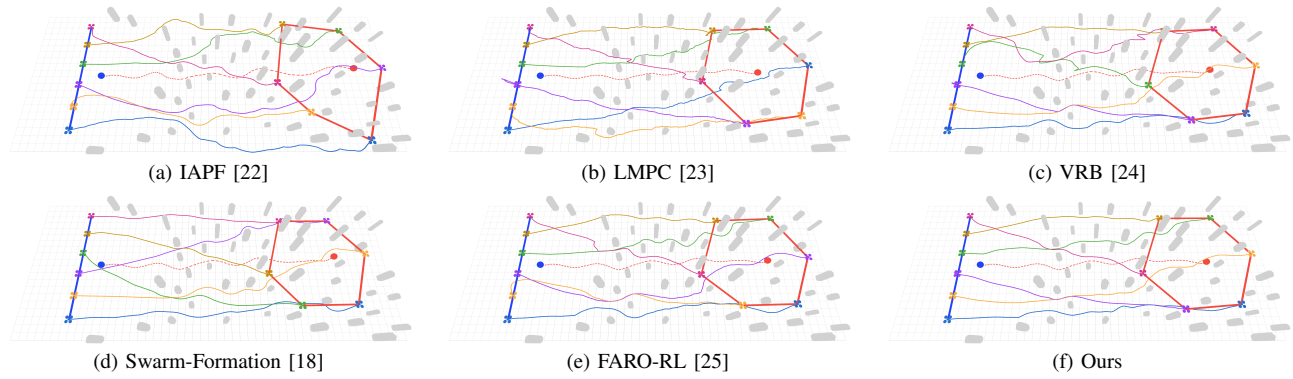 (a) IAPF [22]
(b) LMPC [23]
(c) VRB [24]
(d) Swarm-Formation [18]
(e) FARO-RL [25]
(f) Ours